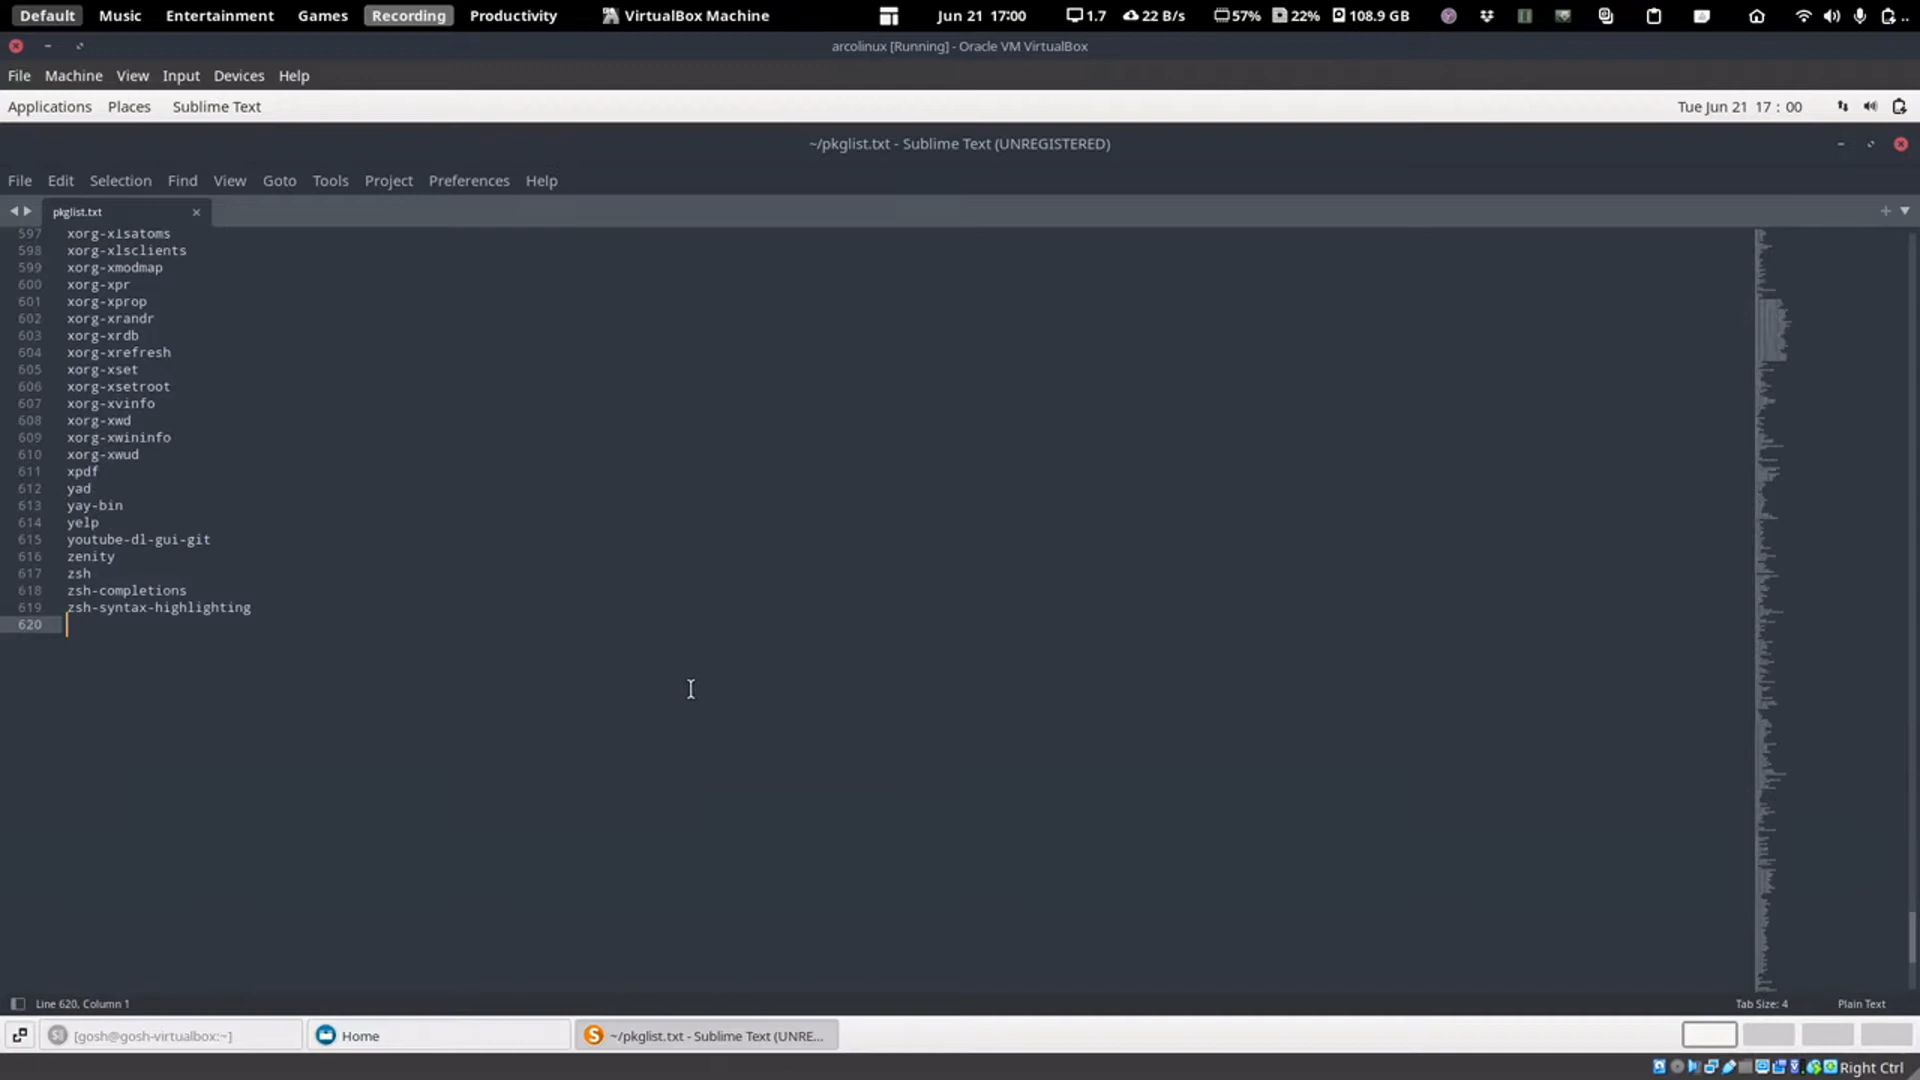 Default Music Entertainment Games Recording Productivity VirtualBox Machine Jun 21 17:00 1.7 22 B/s 57% 22% 108.9 GB
arcolinux [Running] - Oracle VM VirtualBox
File Machine View Input Devices Help
Applications Places Sublime Text Tue Jun 21 17 : 00
~/pkglist.txt - Sublime Text (UNREGISTERED)
File Edit Selection Find View Goto Tools Project Preferences Help
pkglist.txt
597 xorg-xlsatoms
598 xorg-xlsclients
599 xorg-xmodmap
600 xorg-xpr
601 xorg-xprop
602 xorg-xrandr
603 xorg-xrdb
604 xorg-xrefresh
605 xorg-xset
606 xorg-xsetroot
607 xorg-xvinfo
608 xorg-xwd
609 xorg-xwininfo
610 xorg-xwud
611 xpdf
612 yad
613 yay-bin
614 yelp
615 youtube-dl-gui-git
616 zenity
617 zsh
618 zsh-completions
619 zsh-syntax-highlighting
620
Line 620, Column 1 Tab Size: 4 Plain Text
[gosh@gosh-virtualbox:~] Home ~/pkglist.txt - Sublime Text (UNRE...
Right Ctrl